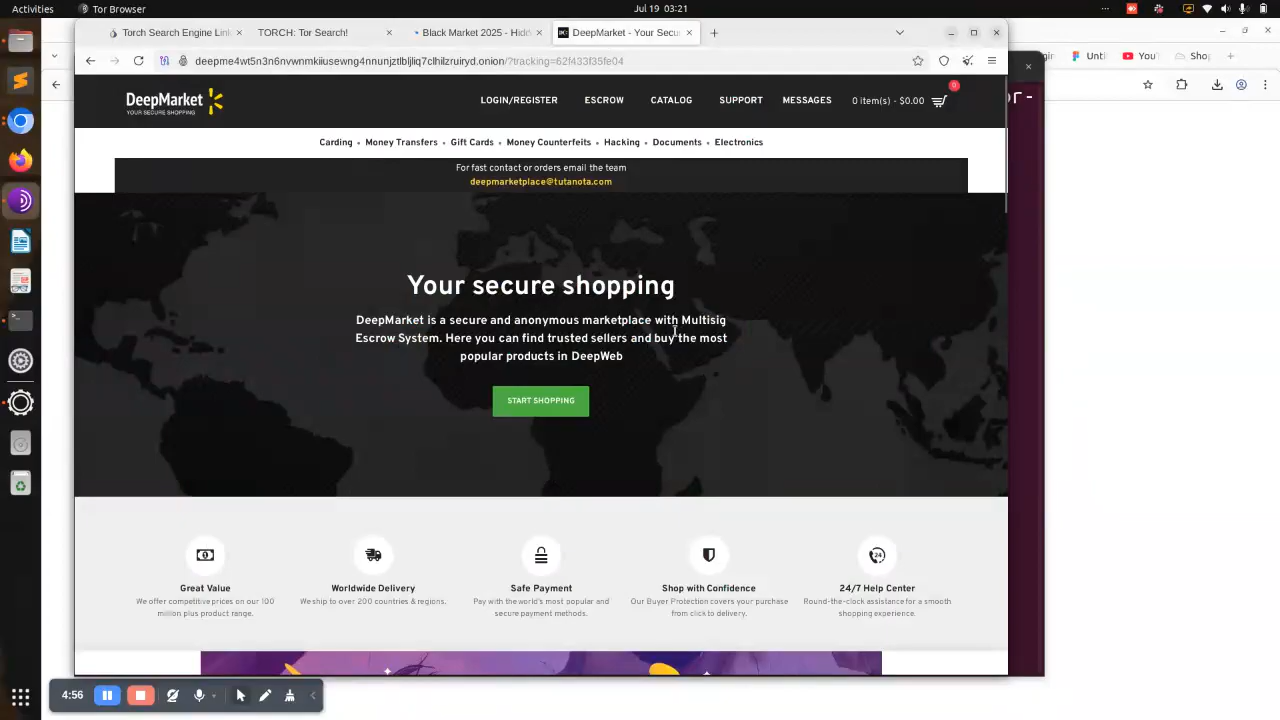 Activities
Tor Browser
Jul 19 03:21
Torch Search Engine Link
TORCH: Tor Search!
Black Market 2025 - Hidd
DeepMarket - Your Secu
Unti
You
Shop
DeepMarket
YOUR SECURE SHOPPING
LOGIN/REGISTER
ESCROW
CATALOG
SUPPORT
MESSAGES
0 item(s) - $0.00
0
or-
Carding • Money Transfers • Gift Cards • Money Counterfeits • Hacking • Documents • Electronics
For fast contact or orders email the team
deepmarketplace@tutanota.com
Your secure shopping
DeepMarket is a secure and anonymous marketplace with Multisig
Escrow System. Here you can find trusted sellers and buy the most
popular products in DeepWeb
START SHOPPING
24
Great Value
Worldwide Delivery
Safe Payment
Shop with Confidence
24/7 Help Center
We offer competitive prices on our 100
million plus product range.
We ship to over 200 countries & regions.
Pay with the world's most popular and
secure payment methods.
Our Buyer Protection covers your purchase
from click to delivery.
Round-the-clock assistance for a smooth
shopping experience.
4:56